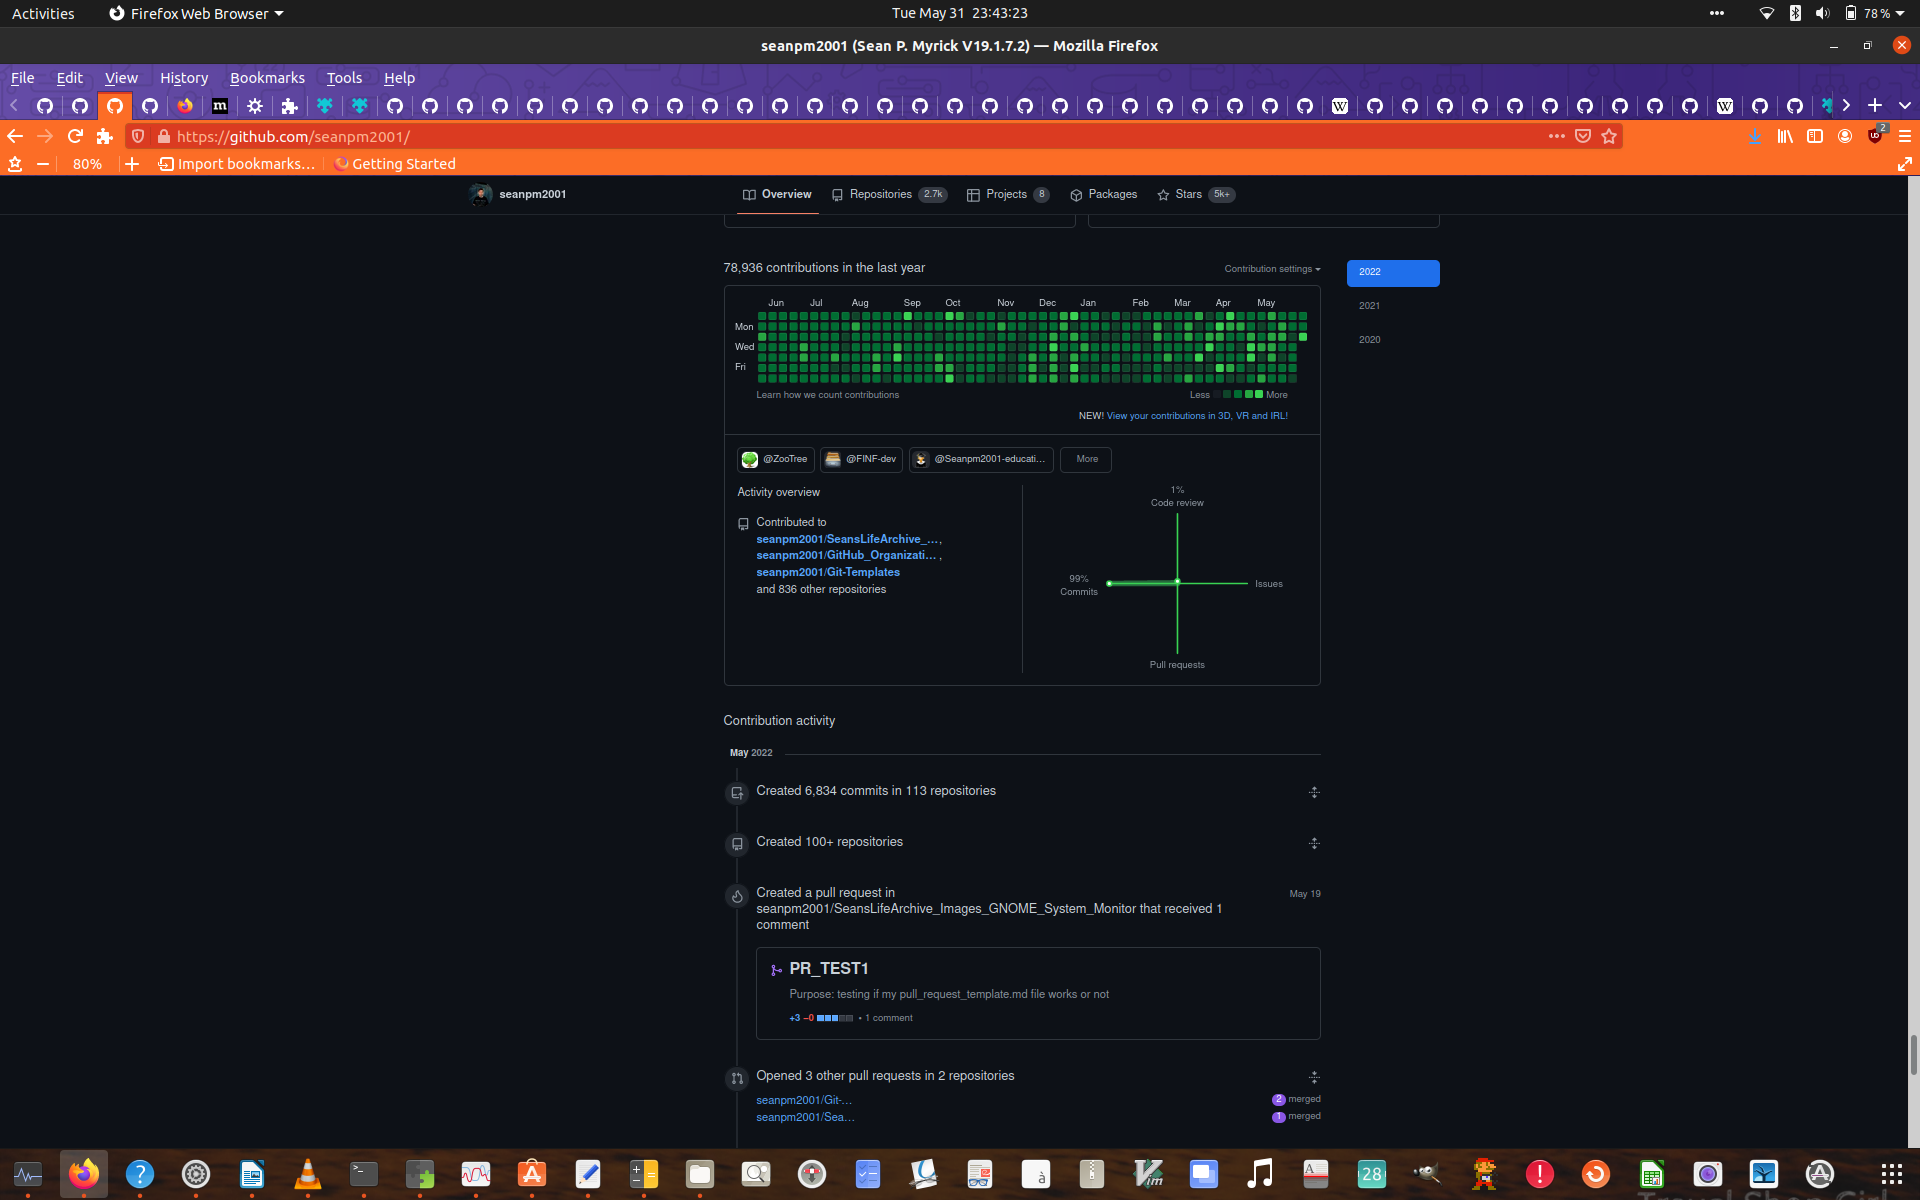 Activities
Firefox Web Browser
Tue May 31 23:43:23
78 %
seanpm2001 (Sean P. Myrick V19.1.7.2) — Mozilla Firefox
File Edit View History Bookmarks Tools Help
https://github.com/seanpm2001/
2
80%
Import bookmarks...
Getting Started
seanpm2001
Overview
Repositories 2.7k
Projects 8
Packages
Stars 5k+
78,936 contributions in the last year
Contribution settings
2022
2021
2020
Jun Jul Aug Sep Oct Nov Dec Jan Feb Mar Apr May
Mon
Wed
Fri
Learn how we count contributions
Less More
NEW! View your contributions in 3D, VR and IRL!
@ZooTree
@FINF-dev
@Seanpm2001-educati...
More
Activity overview
Contributed to
seanpm2001/SeansLifeArchive_...,
seanpm2001/GitHub_Organizati... ,
seanpm2001/Git-Templates
and 836 other repositories
1%
Code review
99%
Commits
Issues
Pull requests
Contribution activity
May 2022
Created 6,834 commits in 113 repositories
Created 100+ repositories
Created a pull request in
May 19
seanpm2001/SeansLifeArchive_Images_GNOME_System_Monitor that received 1
comment
PR_TEST1
Purpose: testing if my pull_request_template.md file works or not
+3 −0 • 1 comment
Opened 3 other pull requests in 2 repositories
seanpm2001/Git-...
2 merged
seanpm2001/Sea...
1 merged
28